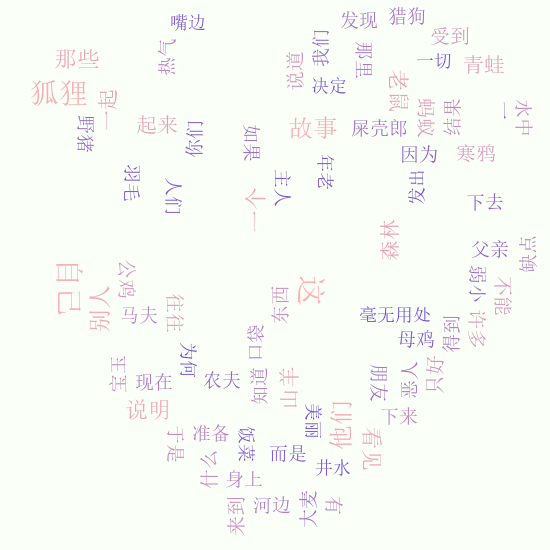 嘴边
发现
猎狗
那些
热气
说道
我们
那里
受到
一切
青蛙
狐狸
一起
决定
老鼠
蚂蚁
结果
一
水中
野猪
起来
你们
如果
故事
屎壳郎
因为
寒鸦
羽毛
人们
主人
年老
发出
下去
一个
森林
父亲
缺点
自己
别人
公鸡
马夫
往往
这
东西
弱小
不能
毫无用处
母鸡
得到
许多
宝玉
现在
为何
农夫
口袋
知道
山羊
朋友
恶人
只好
说明
美丽
他们
下来
看见
于是
准备
什么
饭菜
而是
井水
身上
来到
河边
大麦
有